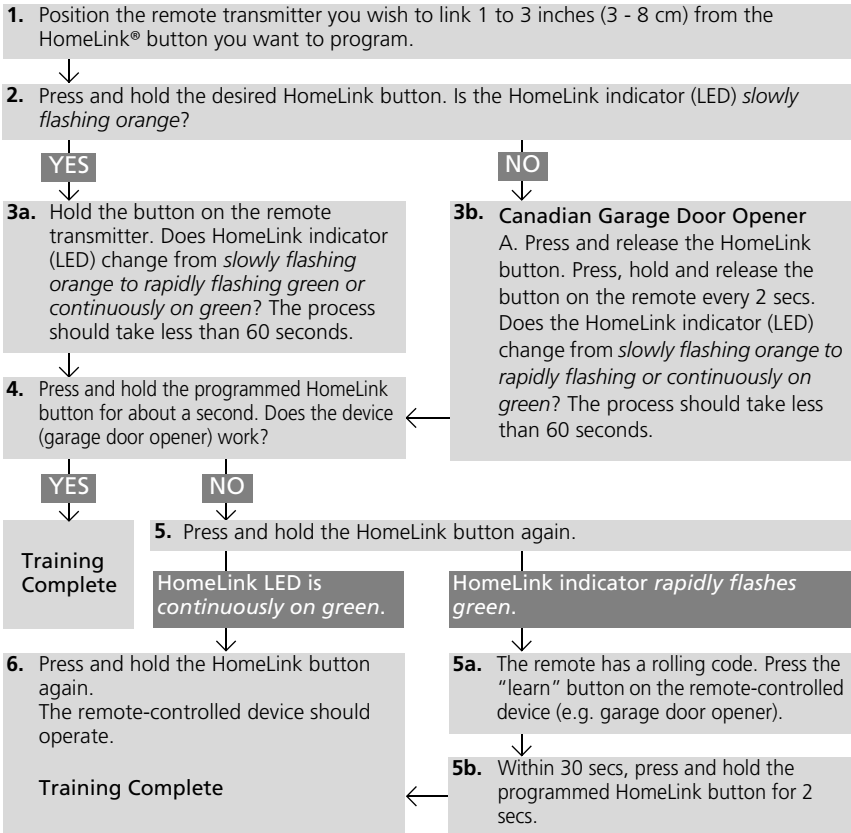 1. Position the remote transmitter you wish to link 1 to 3 inches (3 - 8 cm) from the
HomeLink® button you want to program.
2. Press and hold the desired HomeLink button. Is the HomeLink indicator (LED) slowly
flashing orange?
YES
NO
3a. Hold the button on the remote
transmitter. Does HomeLink indicator
(LED) change from slowly flashing
orange to rapidly flashing green or
continuously on green? The process
should take less than 60 seconds.
3b. Canadian Garage Door Opener
A. Press and release the HomeLink
button. Press, hold and release the
button on the remote every 2 secs.
Does the HomeLink indicator (LED)
change from slowly flashing orange to
rapidly flashing or continuously on
green? The process should take less
than 60 seconds.
4. Press and hold the programmed HomeLink
button for about a second. Does the device
(garage door opener) work?
YES
NO
Training
Complete
5. Press and hold the HomeLink button again.
HomeLink LED is
continuously on green.
HomeLink indicator rapidly flashes
green.
6. Press and hold the HomeLink button
again.
The remote-controlled device should
operate.
Training Complete
5a. The remote has a rolling code. Press the
“learn” button on the remote-controlled
device (e.g. garage door opener).
5b. Within 30 secs, press and hold the
programmed HomeLink button for 2
secs.